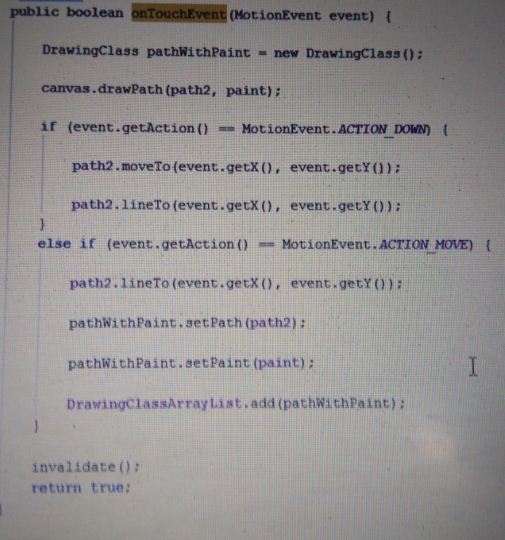 public boolean onTouchEvent(MotionEvent event) {
DrawingClass pathWithPaint = new DrawingClass();
canvas.drawPath(path2, paint);
if (event.getAction() == MotionEvent.ACTION_DOWN) {
path2.moveTo(event.getX(), event.getY());
path2.lineTo(event.getX(), event.getY());
}
else if (event.getAction() == MotionEvent.ACTION_MOVE) {
path2.lineTo(event.getX(), event.getY());
pathWithPaint.setPath(path2);
pathWithPaint.setPaint(paint);
DrawingClassArrayList.add(pathWithPaint);
}
invalidate();
return true;
}